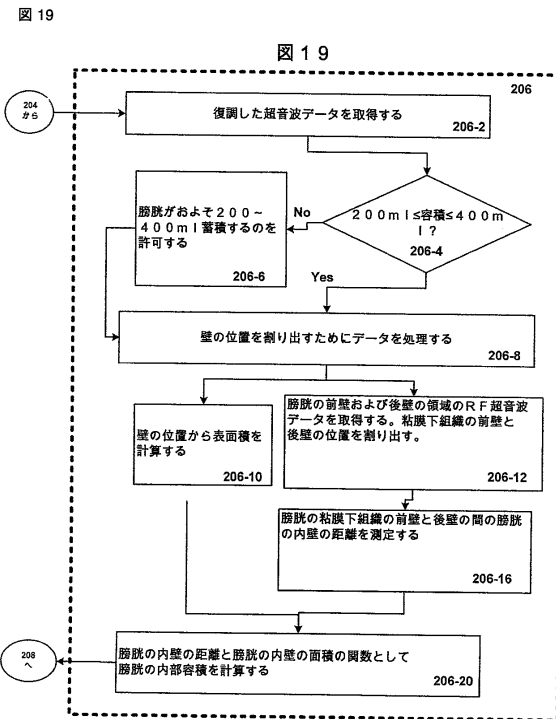 図 19
図１９
206
204
から
復調した超音波データを取得する
206-2
２００ｍｌ≤容積≤４００ｍ
ｌ？
206-4
No
膀胱がおよそ２００～
４００ｍｌ蓄積するのを
許可する
206-6
Yes
壁の位置を割り出すためにデータを処理する
206-8
壁の位置から表面積を
計算する
206-10
膀胱の前壁および後壁の領域のＲＦ超音波
データを取得する。粘膜下組織の前壁と
後壁の位置を割り出す。
206-12
膀胱の粘膜下組織の前壁と後壁の間の膀胱
の内壁の距離を測定する
206-16
208
へ
膀胱の内壁の距離と膀胱の内壁の面積の関数として
膀胱の内部容積を計算する
206-20